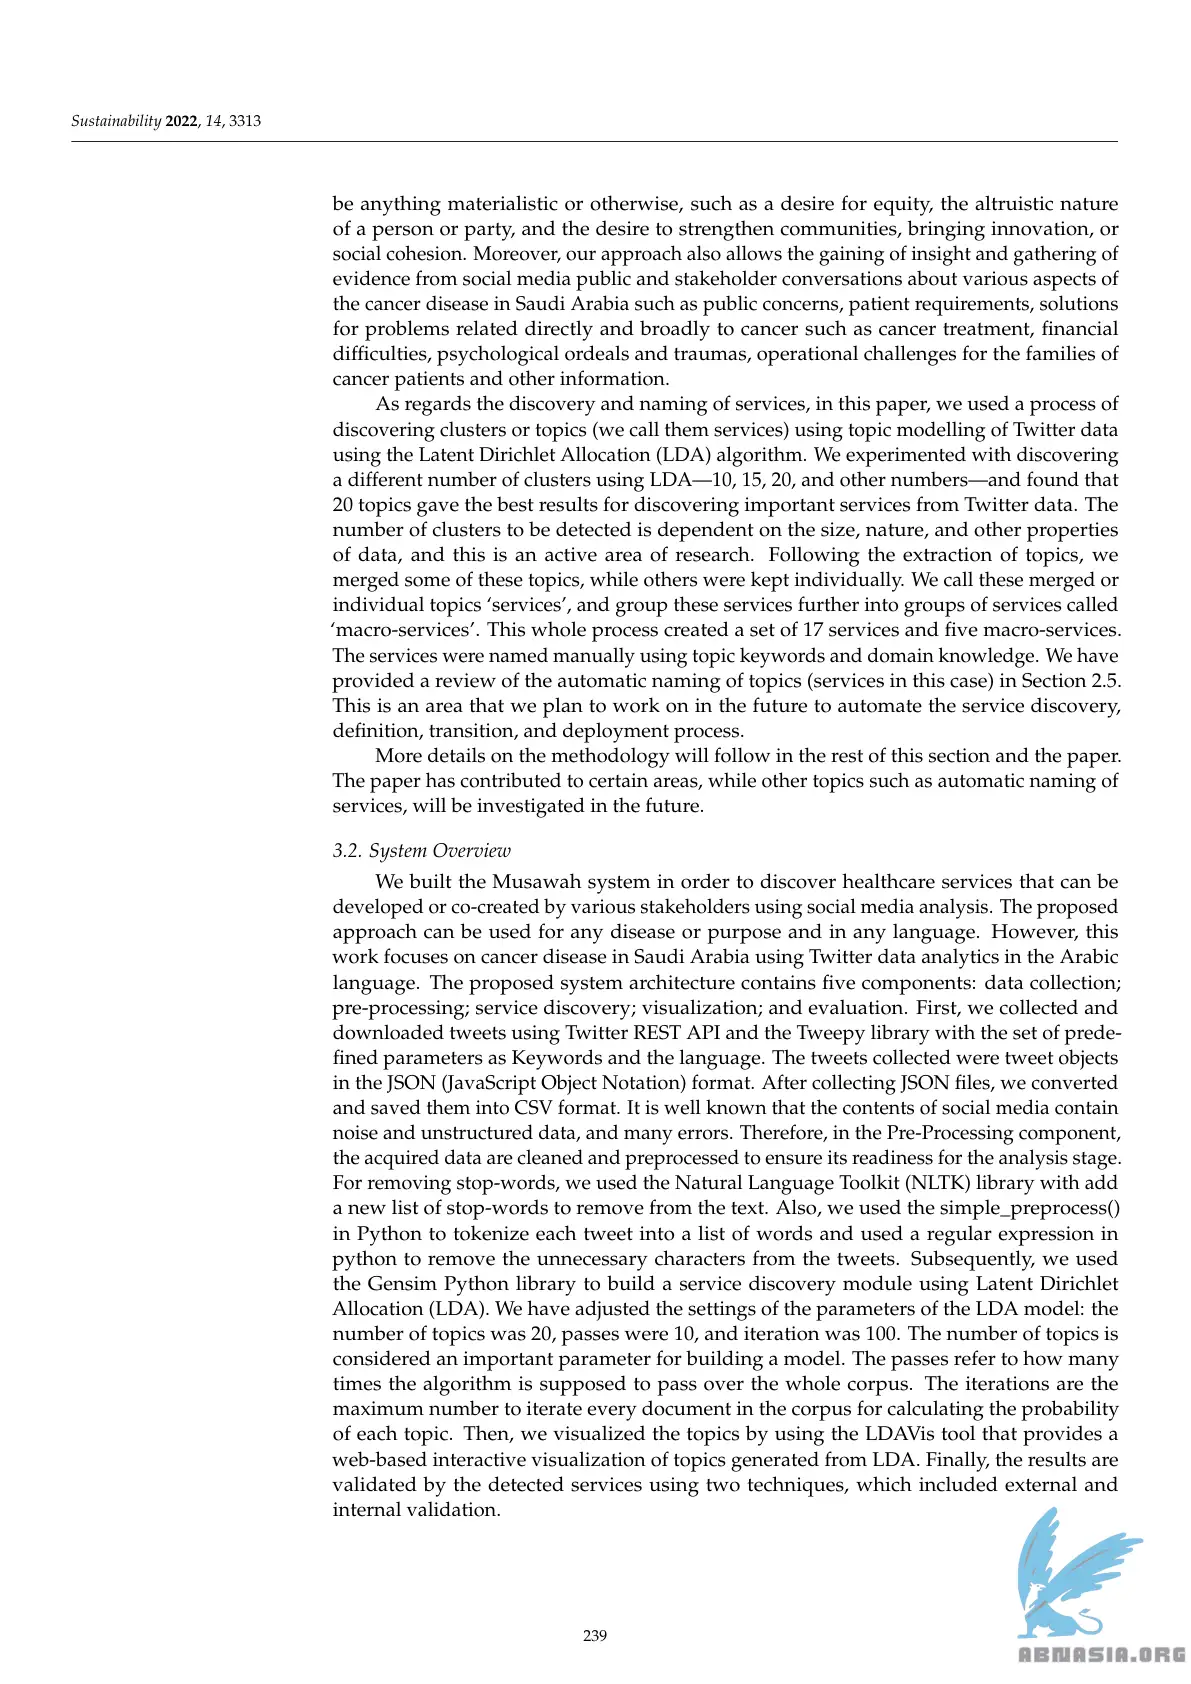 Sustainability 2022, 14, 3313
be anything materialistic or otherwise, such as a desire for equity, the altruistic nature
of a person or party, and the desire to strengthen communities, bringing innovation, or
social cohesion. Moreover, our approach also allows the gaining of insight and gathering of
evidence from social media public and stakeholder conversations about various aspects of
the cancer disease in Saudi Arabia such as public concerns, patient requirements, solutions
for problems related directly and broadly to cancer such as cancer treatment, financial
difficulties, psychological ordeals and traumas, operational challenges for the families of
cancer patients and other information.
As regards the discovery and naming of services, in this paper, we used a process of
discovering clusters or topics (we call them services) using topic modelling of Twitter data
using the Latent Dirichlet Allocation (LDA) algorithm. We experimented with discovering
a different number of clusters using LDA—10, 15, 20, and other numbers—and found that
20 topics gave the best results for discovering important services from Twitter data. The
number of clusters to be detected is dependent on the size, nature, and other properties
of data, and this is an active area of research. Following the extraction of topics, we
merged some of these topics, while others were kept individually. We call these merged or
individual topics ‘services’, and group these services further into groups of services called
‘macro-services’. This whole process created a set of 17 services and five macro-services.
The services were named manually using topic keywords and domain knowledge. We have
provided a review of the automatic naming of topics (services in this case) in Section 2.5.
This is an area that we plan to work on in the future to automate the service discovery,
definition, transition, and deployment process.
More details on the methodology will follow in the rest of this section and the paper.
The paper has contributed to certain areas, while other topics such as automatic naming of
services, will be investigated in the future.
3.2. System Overview
We built the Musawah system in order to discover healthcare services that can be
developed or co-created by various stakeholders using social media analysis. The proposed
approach can be used for any disease or purpose and in any language. However, this
work focuses on cancer disease in Saudi Arabia using Twitter data analytics in the Arabic
language. The proposed system architecture contains five components: data collection;
pre-processing; service discovery; visualization; and evaluation. First, we collected and
downloaded tweets using Twitter REST API and the Tweepy library with the set of prede-
fined parameters as Keywords and the language. The tweets collected were tweet objects
in the JSON (JavaScript Object Notation) format. After collecting JSON files, we converted
and saved them into CSV format. It is well known that the contents of social media contain
noise and unstructured data, and many errors. Therefore, in the Pre-Processing component,
the acquired data are cleaned and preprocessed to ensure its readiness for the analysis stage.
For removing stop-words, we used the Natural Language Toolkit (NLTK) library with add
a new list of stop-words to remove from the text. Also, we used the simple_preprocess()
in Python to tokenize each tweet into a list of words and used a regular expression in
python to remove the unnecessary characters from the tweets. Subsequently, we used
the Gensim Python library to build a service discovery module using Latent Dirichlet
Allocation (LDA). We have adjusted the settings of the parameters of the LDA model: the
number of topics was 20, passes were 10, and iteration was 100. The number of topics is
considered an important parameter for building a model. The passes refer to how many
times the algorithm is supposed to pass over the whole corpus. The iterations are the
maximum number to iterate every document in the corpus for calculating the probability
of each topic. Then, we visualized the topics by using the LDAVis tool that provides a
web-based interactive visualization of topics generated from LDA. Finally, the results are
validated by the detected services using two techniques, which included external and
internal validation.
239
ABNASIA.ORG